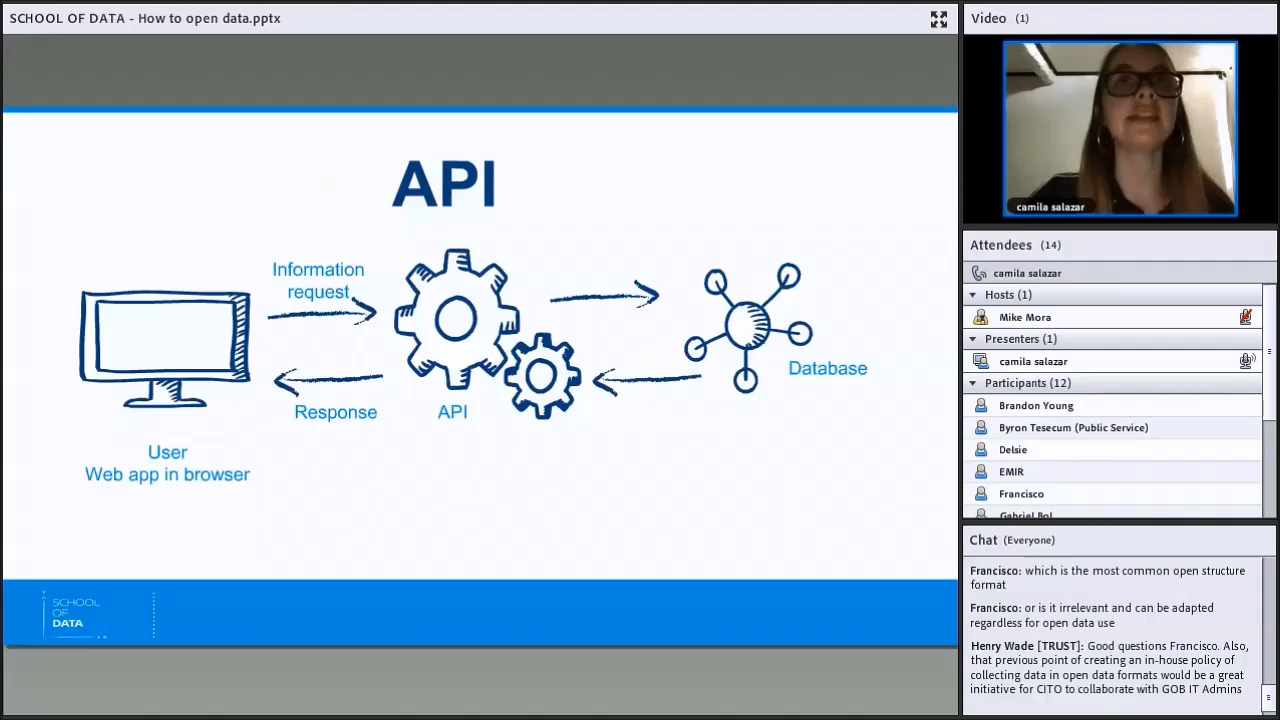 SCHOOL OF DATA - How to open data.pptx
API
Information
request
API
Response
Database
User
Web app in browser
SCHOOL
OF
DATA
Video (1)
camila salazar
Attendees (14)
camila salazar
Hosts (1)
Mike Mora
Presenters (1)
camila salazar
Participants (12)
Brandon Young
Byron Tesecum (Public Service)
Delsie
EMIR
Francisco
Gabriel Bol
Chat (Everyone)
Francisco: which is the most common open structure
format
Francisco: or is it irrelevant and can be adapted
regardless for open data use
Henry Wade [TRUST]: Good questions Francisco. Also,
that previous point of creating an in-house policy of
collecting data in open data formats would be a great
initiative for CITO to collaborate with GOB IT Admins